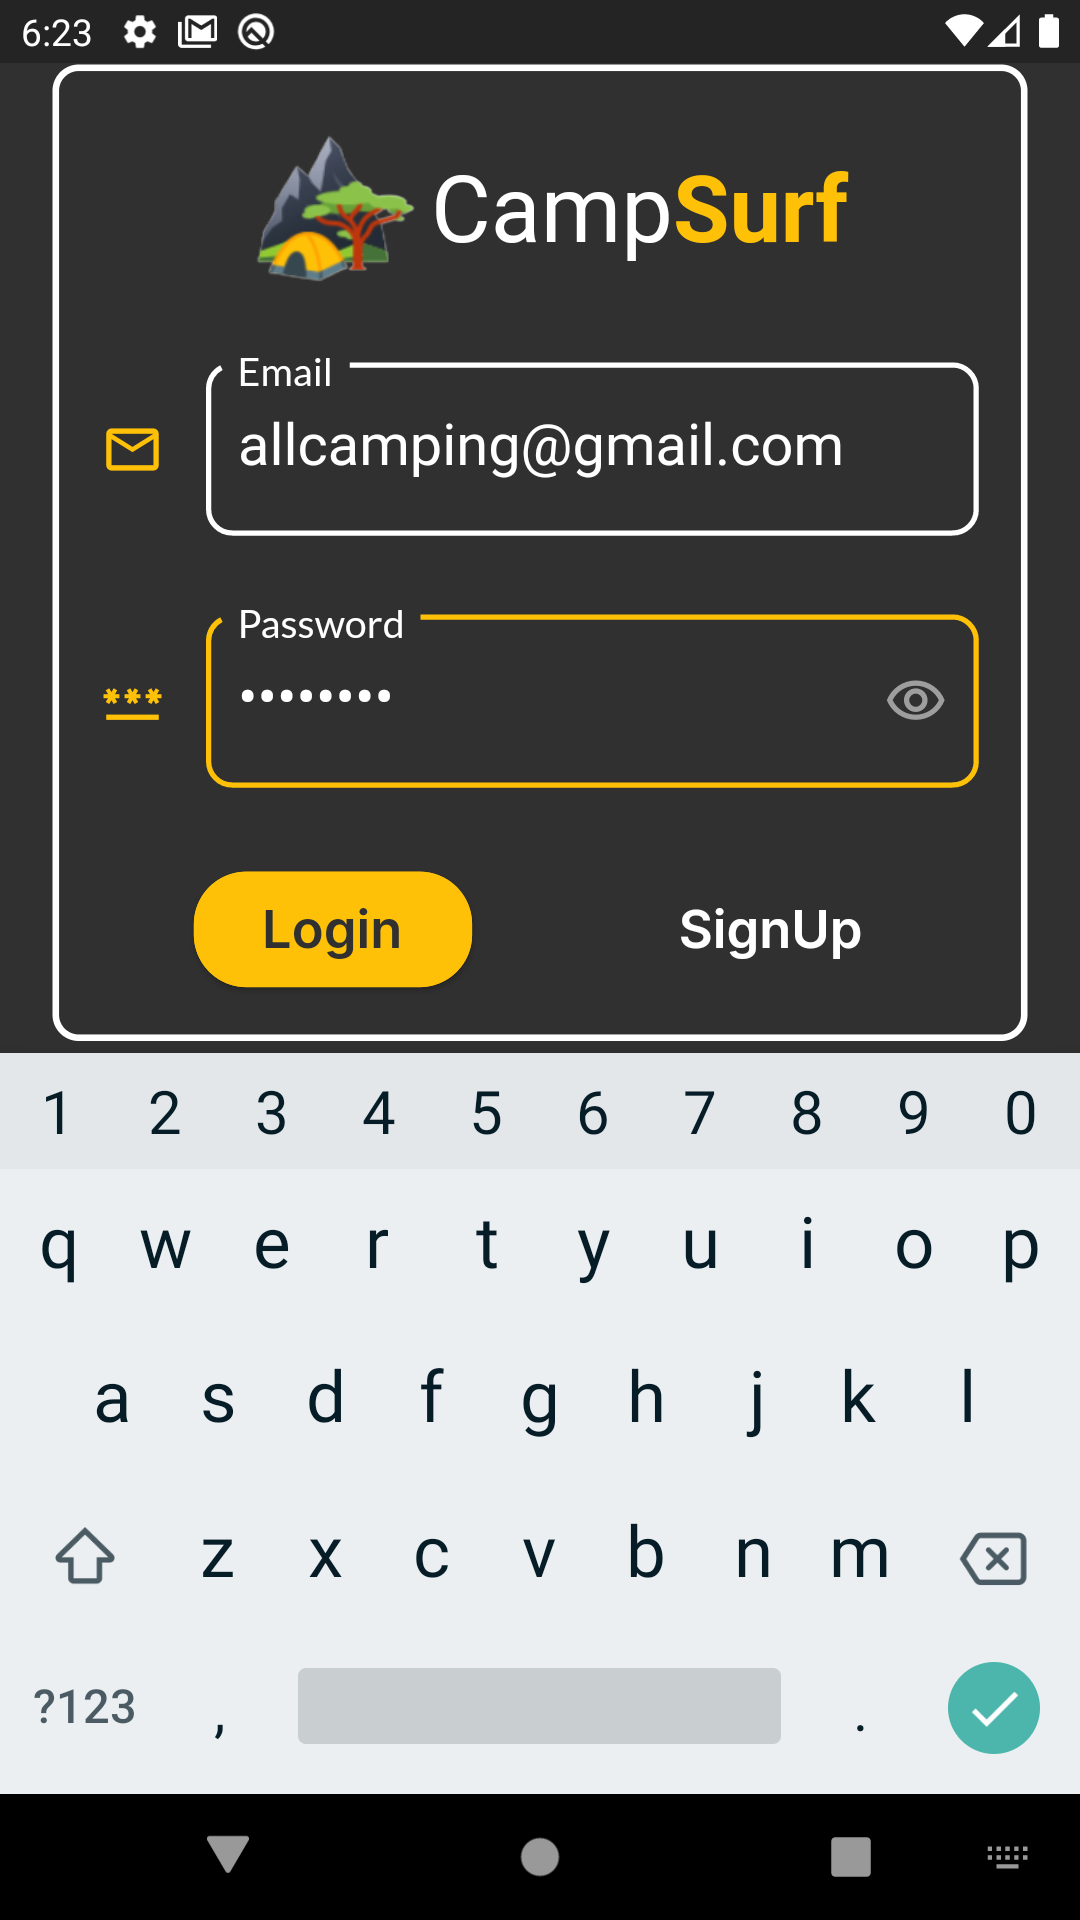 6:23
CampSurf
Email
allcamping@gmail.com
Password
••••••••
Login SignUp
1 2 3 4 5 6 7 8 9 0
q w e r t y u i o p
a s d f g h j k l
z x c v b n m
?123 , .